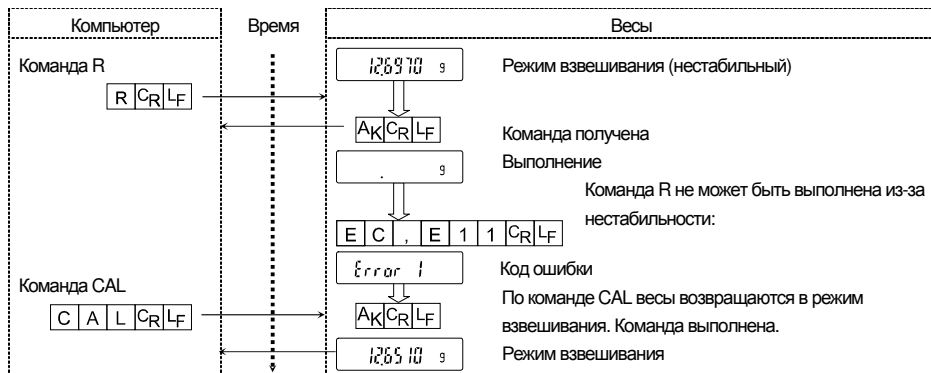 Компьютер Время Весы
Команда R 12.6970 g Режим взвешивания (нестабильный)
R CR LF
AK CR LF Команда получена
. g Выполнение
Команда R не может быть выполнена из-за
нестабильности:
E C , E 1 1 CR LF
Error 1 Код ошибки
Команда CAL По команде CAL весы возвращаются в режим
C A L CR LF AK CR LF взвешивания. Команда выполнена.
12.6510 g Режим взвешивания